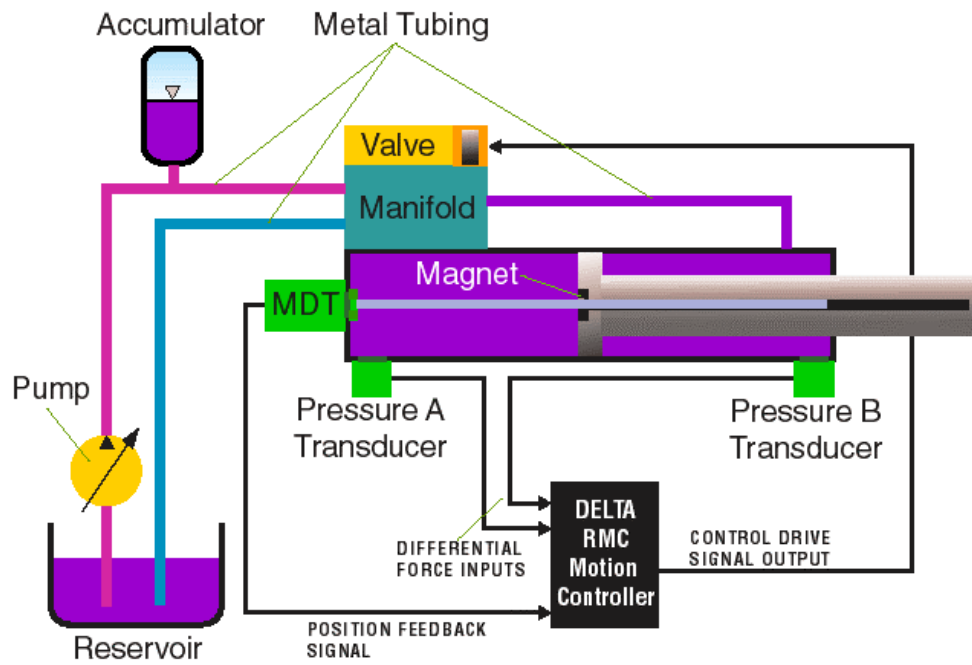 Accumulator
Metal Tubing
Valve
Manifold
Magnet
MDT
Pump
Pressure A
Transducer
Pressure B
Transducer
DELTA
RMC
Motion
Controller
DIFFERENTIAL
FORCE INPUTS
CONTROL DRIVE
SIGNAL OUTPUT
POSITION FEEDBACK
SIGNAL
Reservoir